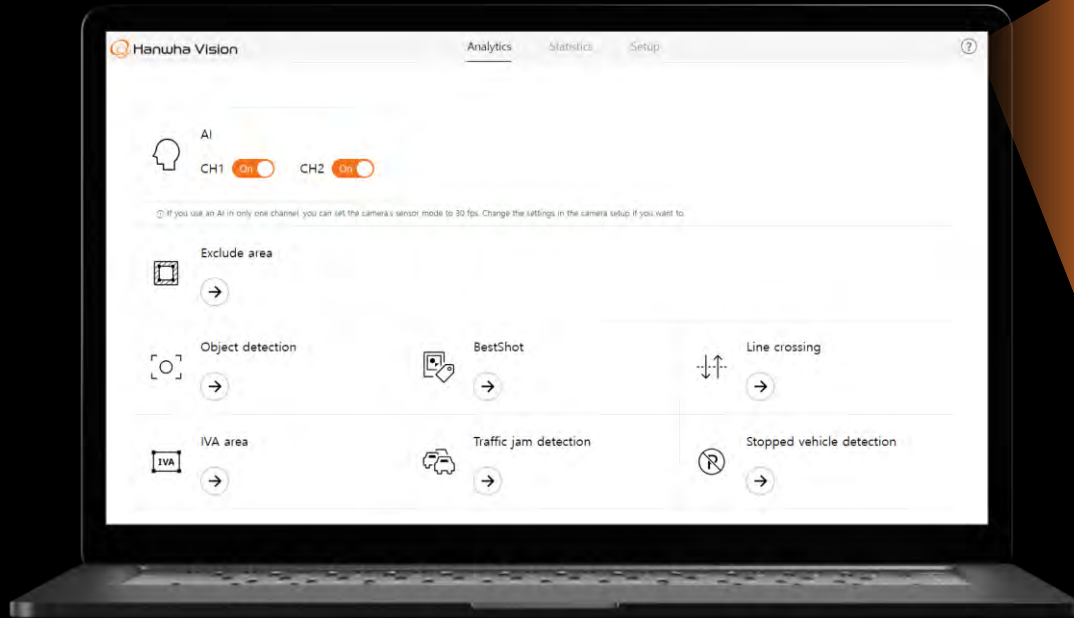 Hanwha Vision
Analytics Statistics Setup
?
AI
CH1 On CH2 On
If you use an AI in only one channel, you can set the camera's sensor mode to 30 fps. Change the settings in the camera setup if you want to.
Exclude area
Object detection BestShot Line crossing
IVA area Traffic jam detection Stopped vehicle detection
IVA